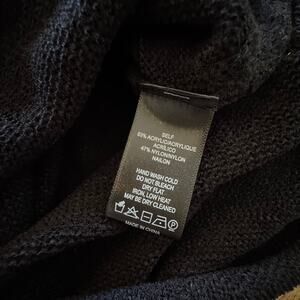 SELF
53% ACRYLIC/ACRYLIQUE
ACRILICO
47% NYLON/NYLON
NAILON
HAND WASH COLD
DO NOT BLEACH
DRY FLAT
IRON, LOW HEAT
MAY BE DRY CLEANED
MADE IN CHINA